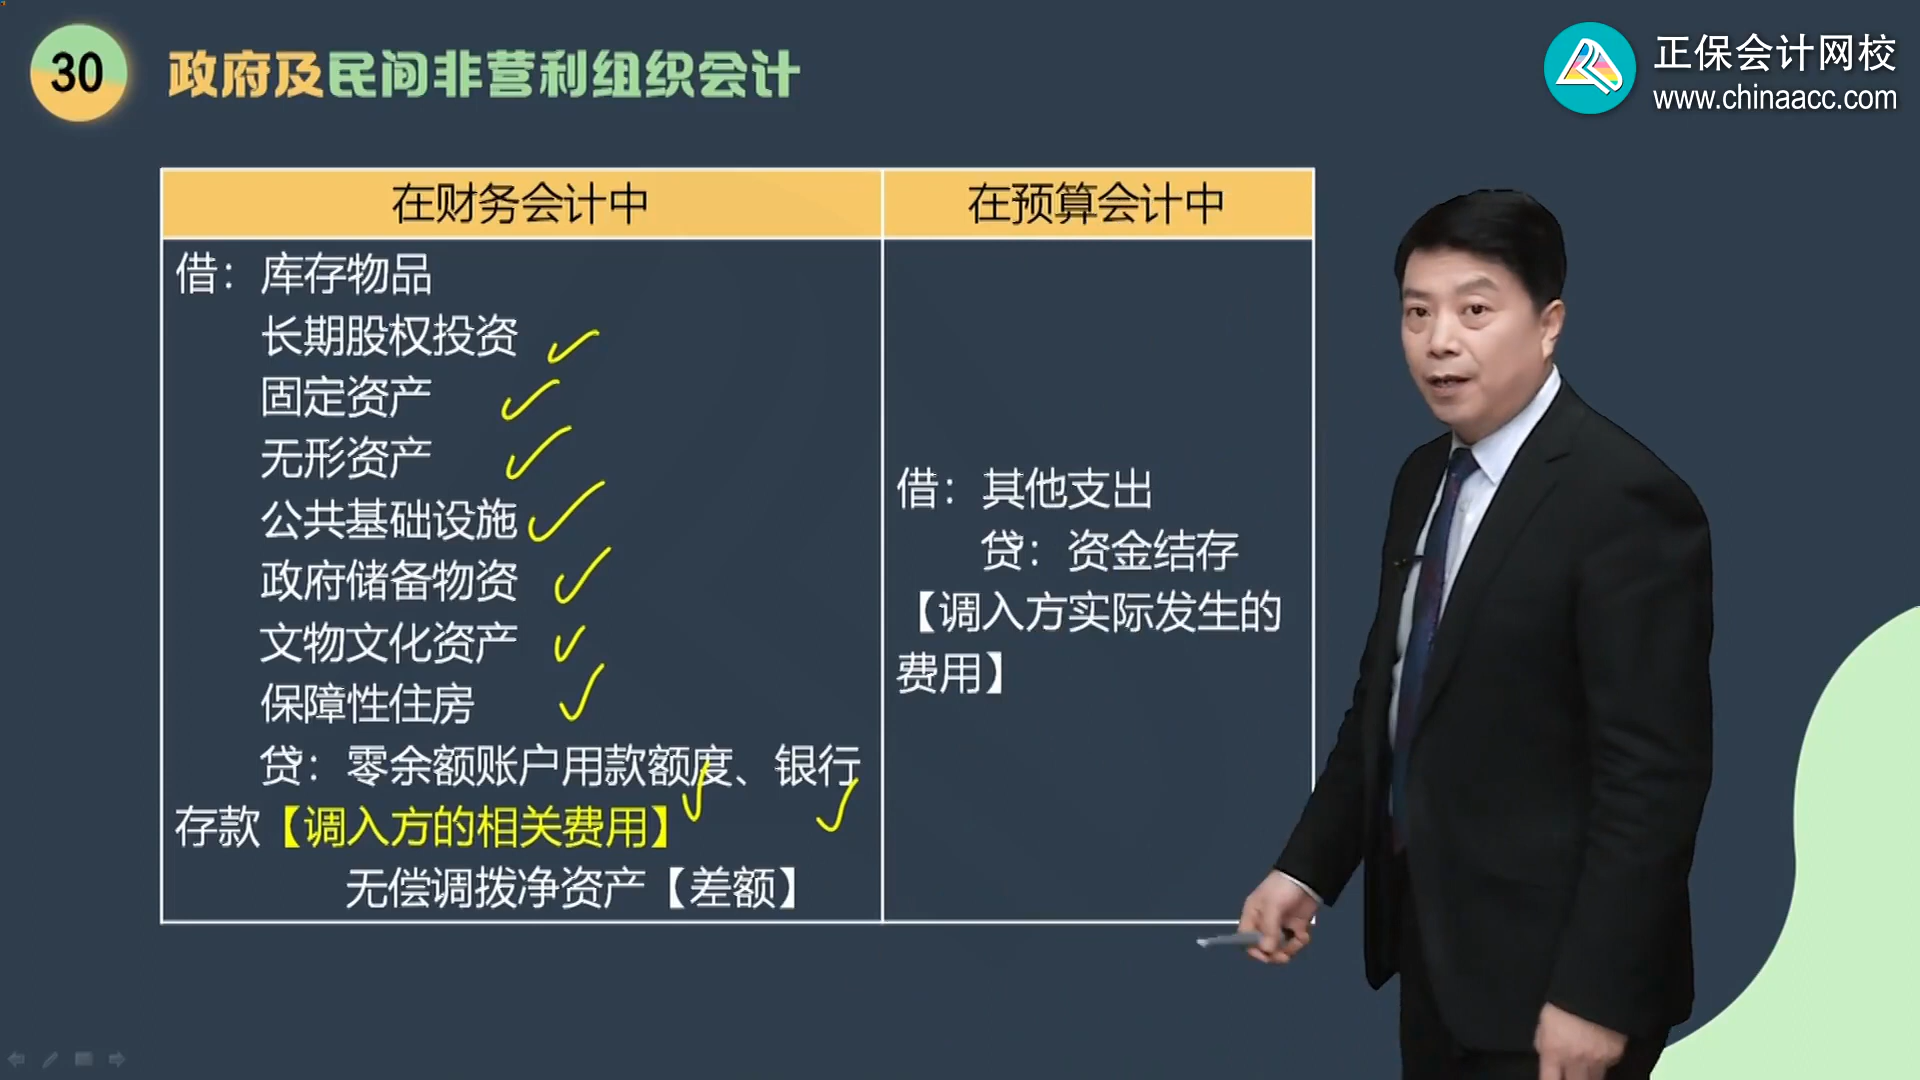 30 政府及民间非营利组织会计
正保会计网校
www.chinaacc.com
在财务会计中
借：库存物品
长期股权投资
固定资产
无形资产
公共基础设施
政府储备物资
文物文化资产
保障性住房
贷：零余额账户用款额度、银行
存款【调入方的相关费用】
无偿调拨净资产【差额】
在预算会计中
借：其他支出
贷：资金结存
【调入方实际发生的
费用】